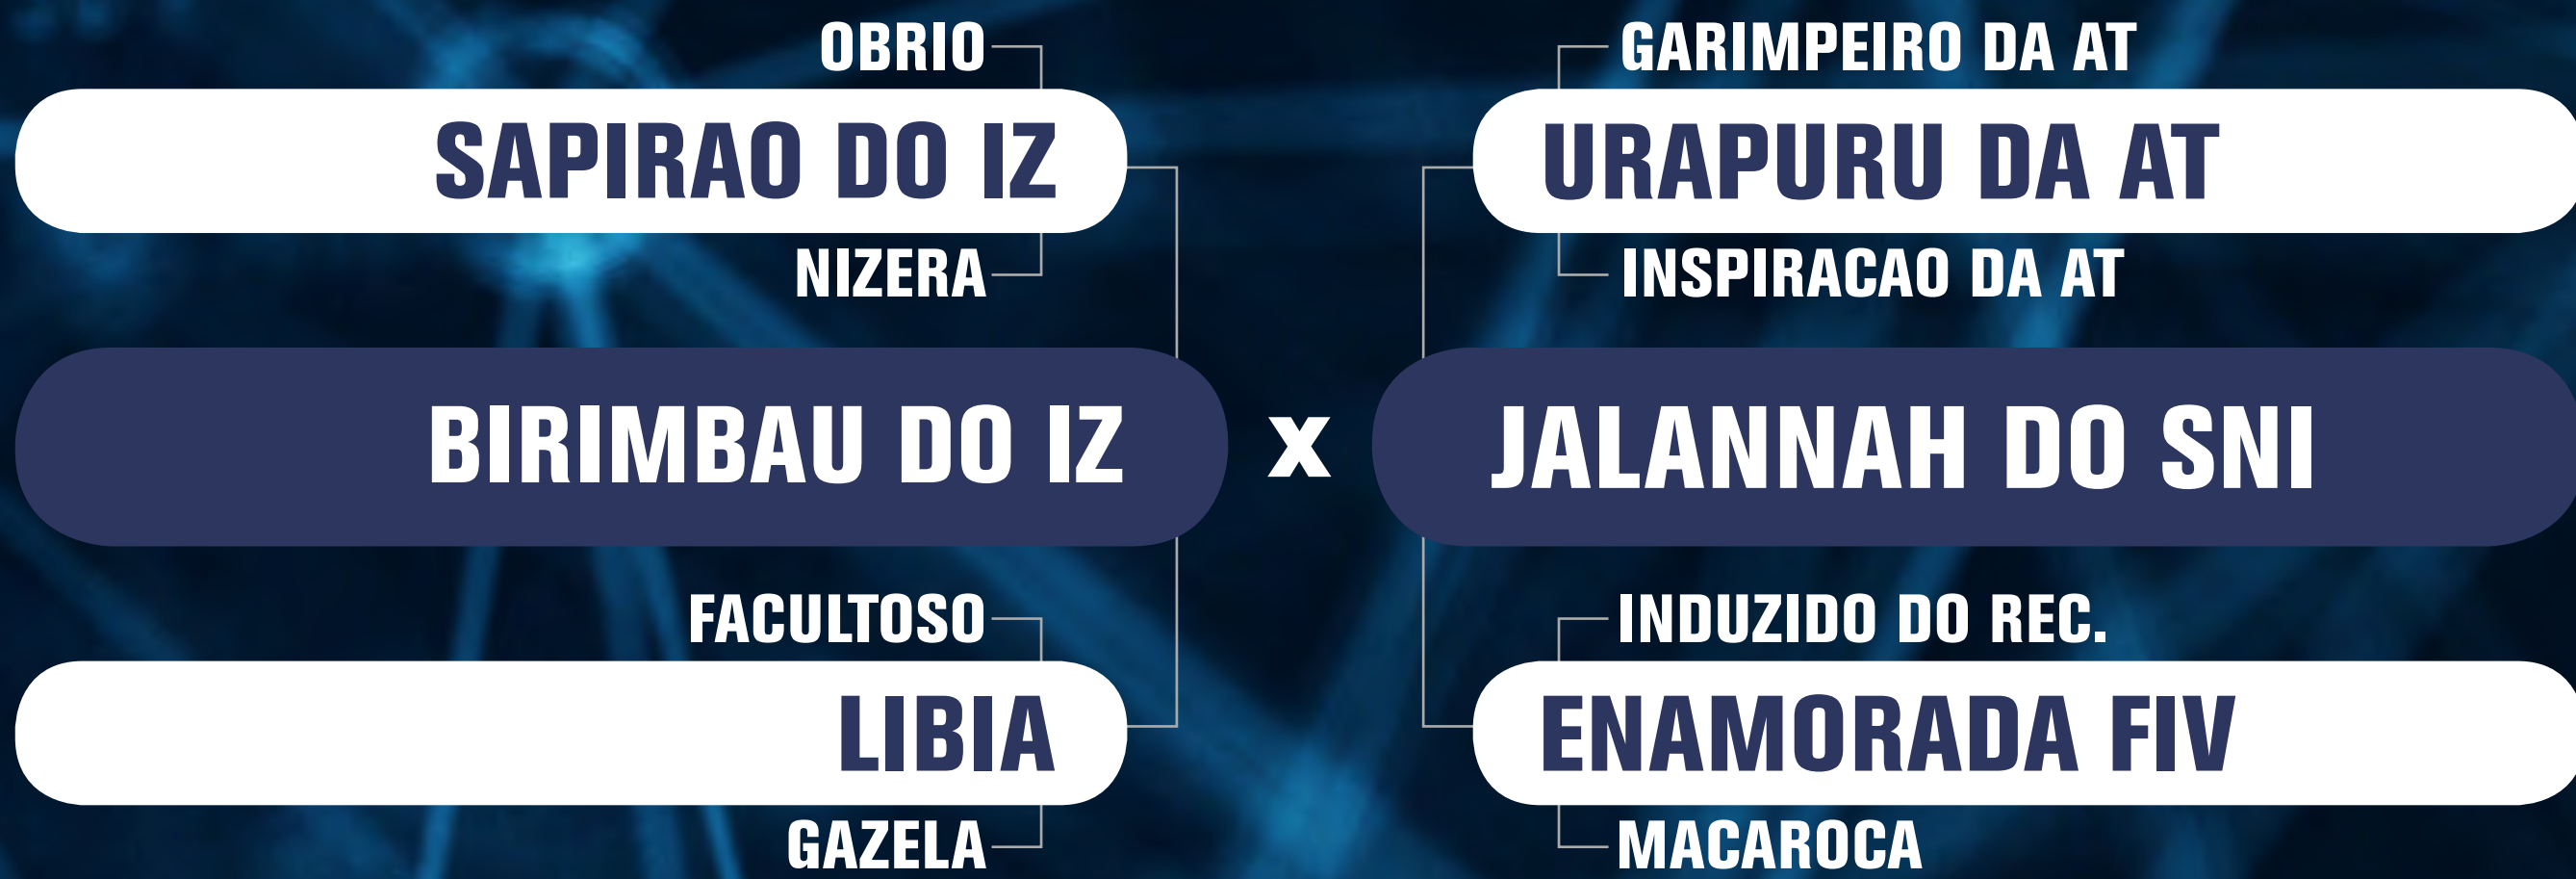 OBRIO
SAPIRAO DO IZ
NIZERA
GARIMPEIRO DA AT
URAPURU DA AT
INSPIRACAO DA AT
BIRIMBAU DO IZ
X
JALANNAH DO SNI
FACULTOSO
LIBIA
GAZELA
INDUZIDO DO REC.
ENAMORADA FIV
MACAROCA